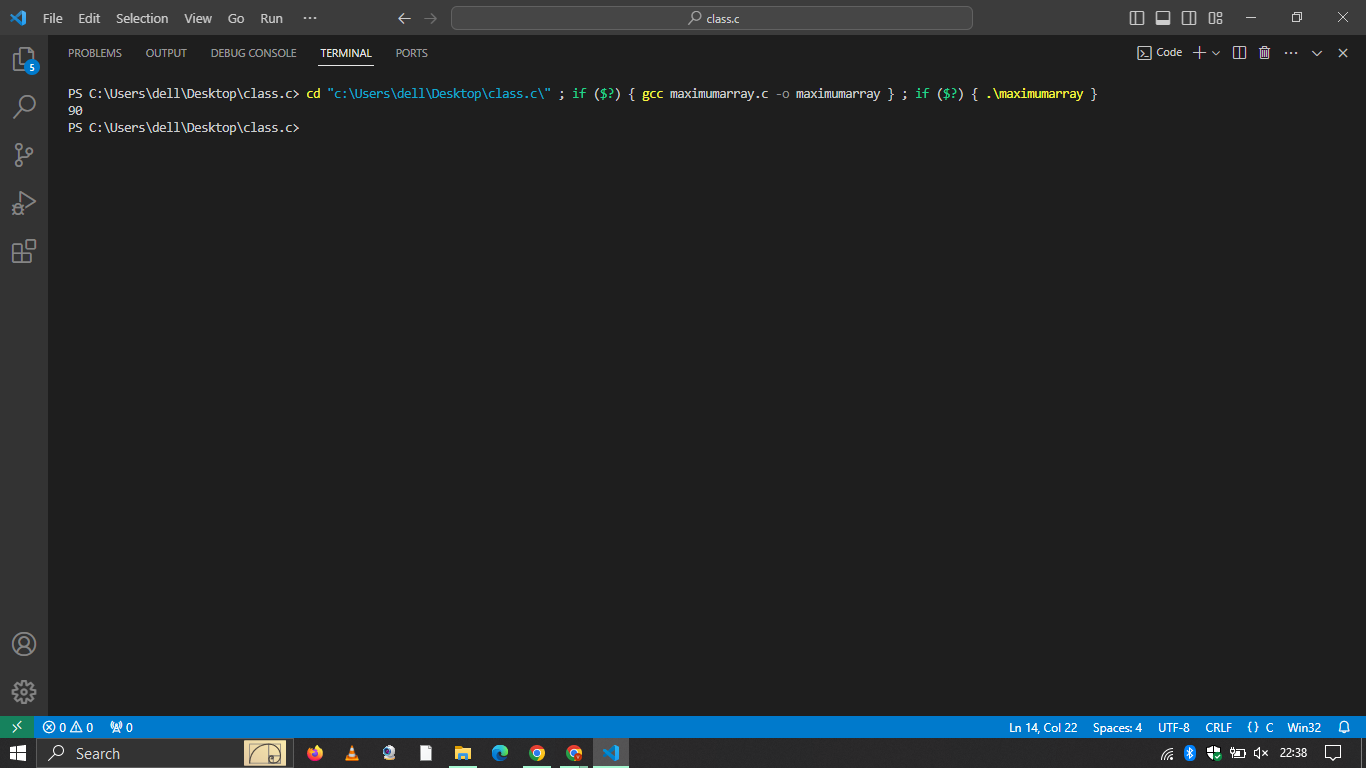 File Edit Selection View Go Run ··· class.c
PROBLEMS OUTPUT DEBUG CONSOLE TERMINAL PORTS Code
PS C:\Users\dell\Desktop\class.c> cd "c:\Users\dell\Desktop\class.c\" ; if ($?) { gcc maximumarray.c -o maximumarray } ; if ($?) { .\maximumarray }
90
PS C:\Users\dell\Desktop\class.c>
5
0 0 0 Ln 14, Col 22 Spaces: 4 UTF-8 CRLF {} C Win32
Search 22:38